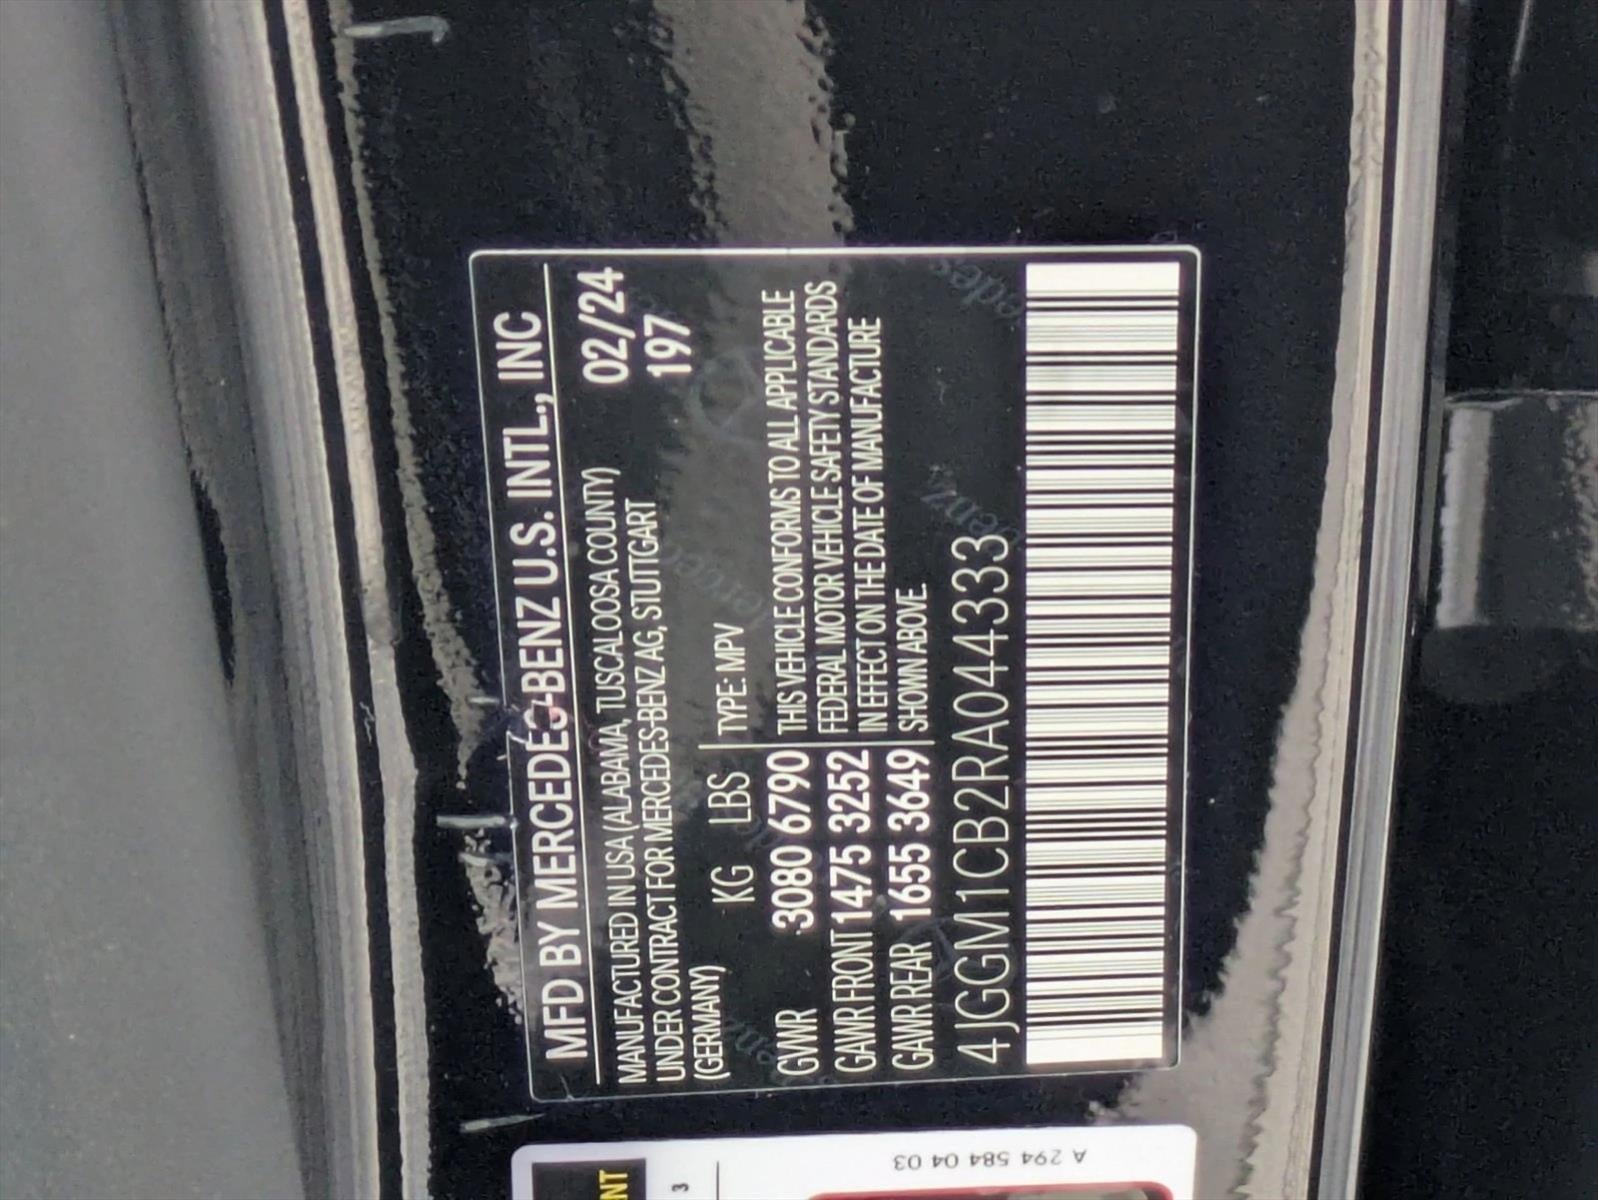 MFD BY MERCEDES-BENZ U.S. INTL., INC
MANUFACTURED IN USA (ALABAMA, TUSCALOOSA COUNTY) 02/24
UNDER CONTRACT FOR MERCEDES-BENZ AG, STUTTGART 197
(GERMANY)
KG LBS TYPE: MPV
GVWR 3080 6790 THIS VEHICLE CONFORMS TO ALL APPLICABLE
GAWR FRONT 1475 3252 FEDERAL MOTOR VEHICLE SAFETY STANDARDS
GAWR REAR 1655 3649 IN EFFECT ON THE DATE OF MANUFACTURE
SHOWN ABOVE.
4JGGM1CB2RA044333
A 294 584 04 03
3